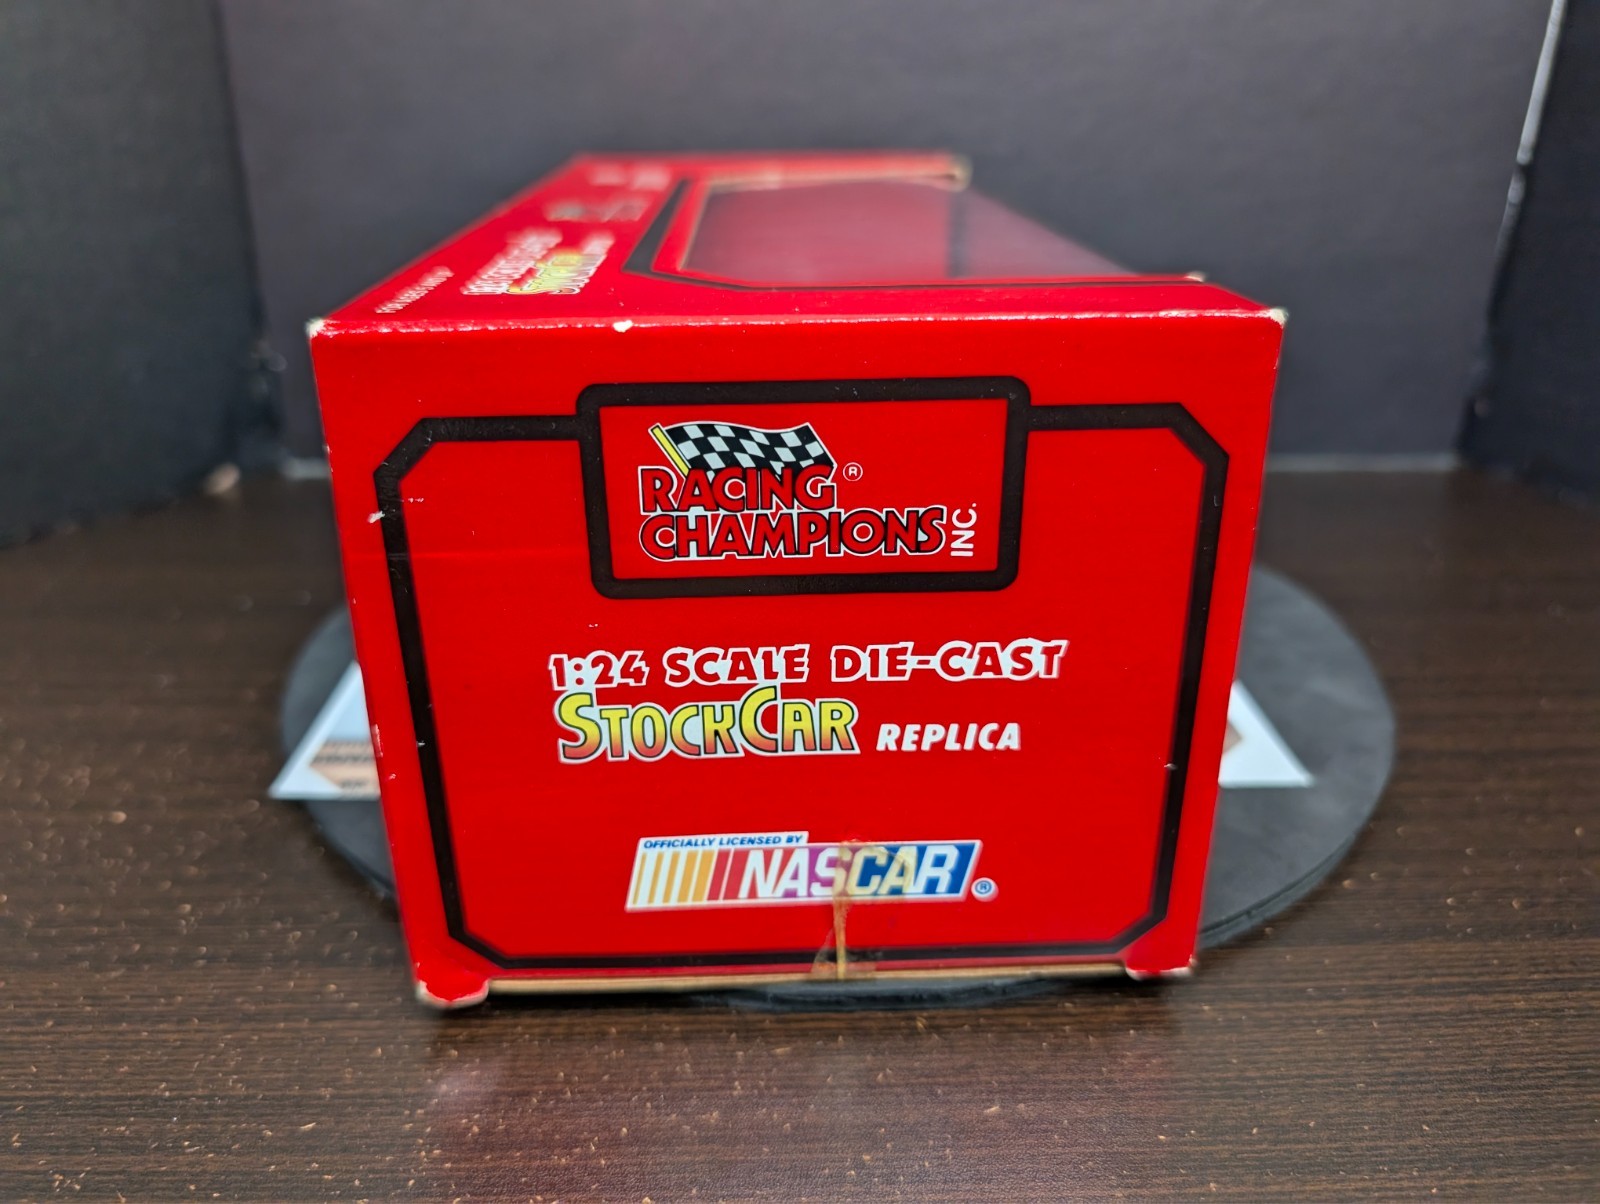 RACING ®
CHAMPIONS INC.
1:24 SCALE DIE-CAST
STOCKCAR REPLICA
OFFICIALLY LICENSED BY
NASCAR ®